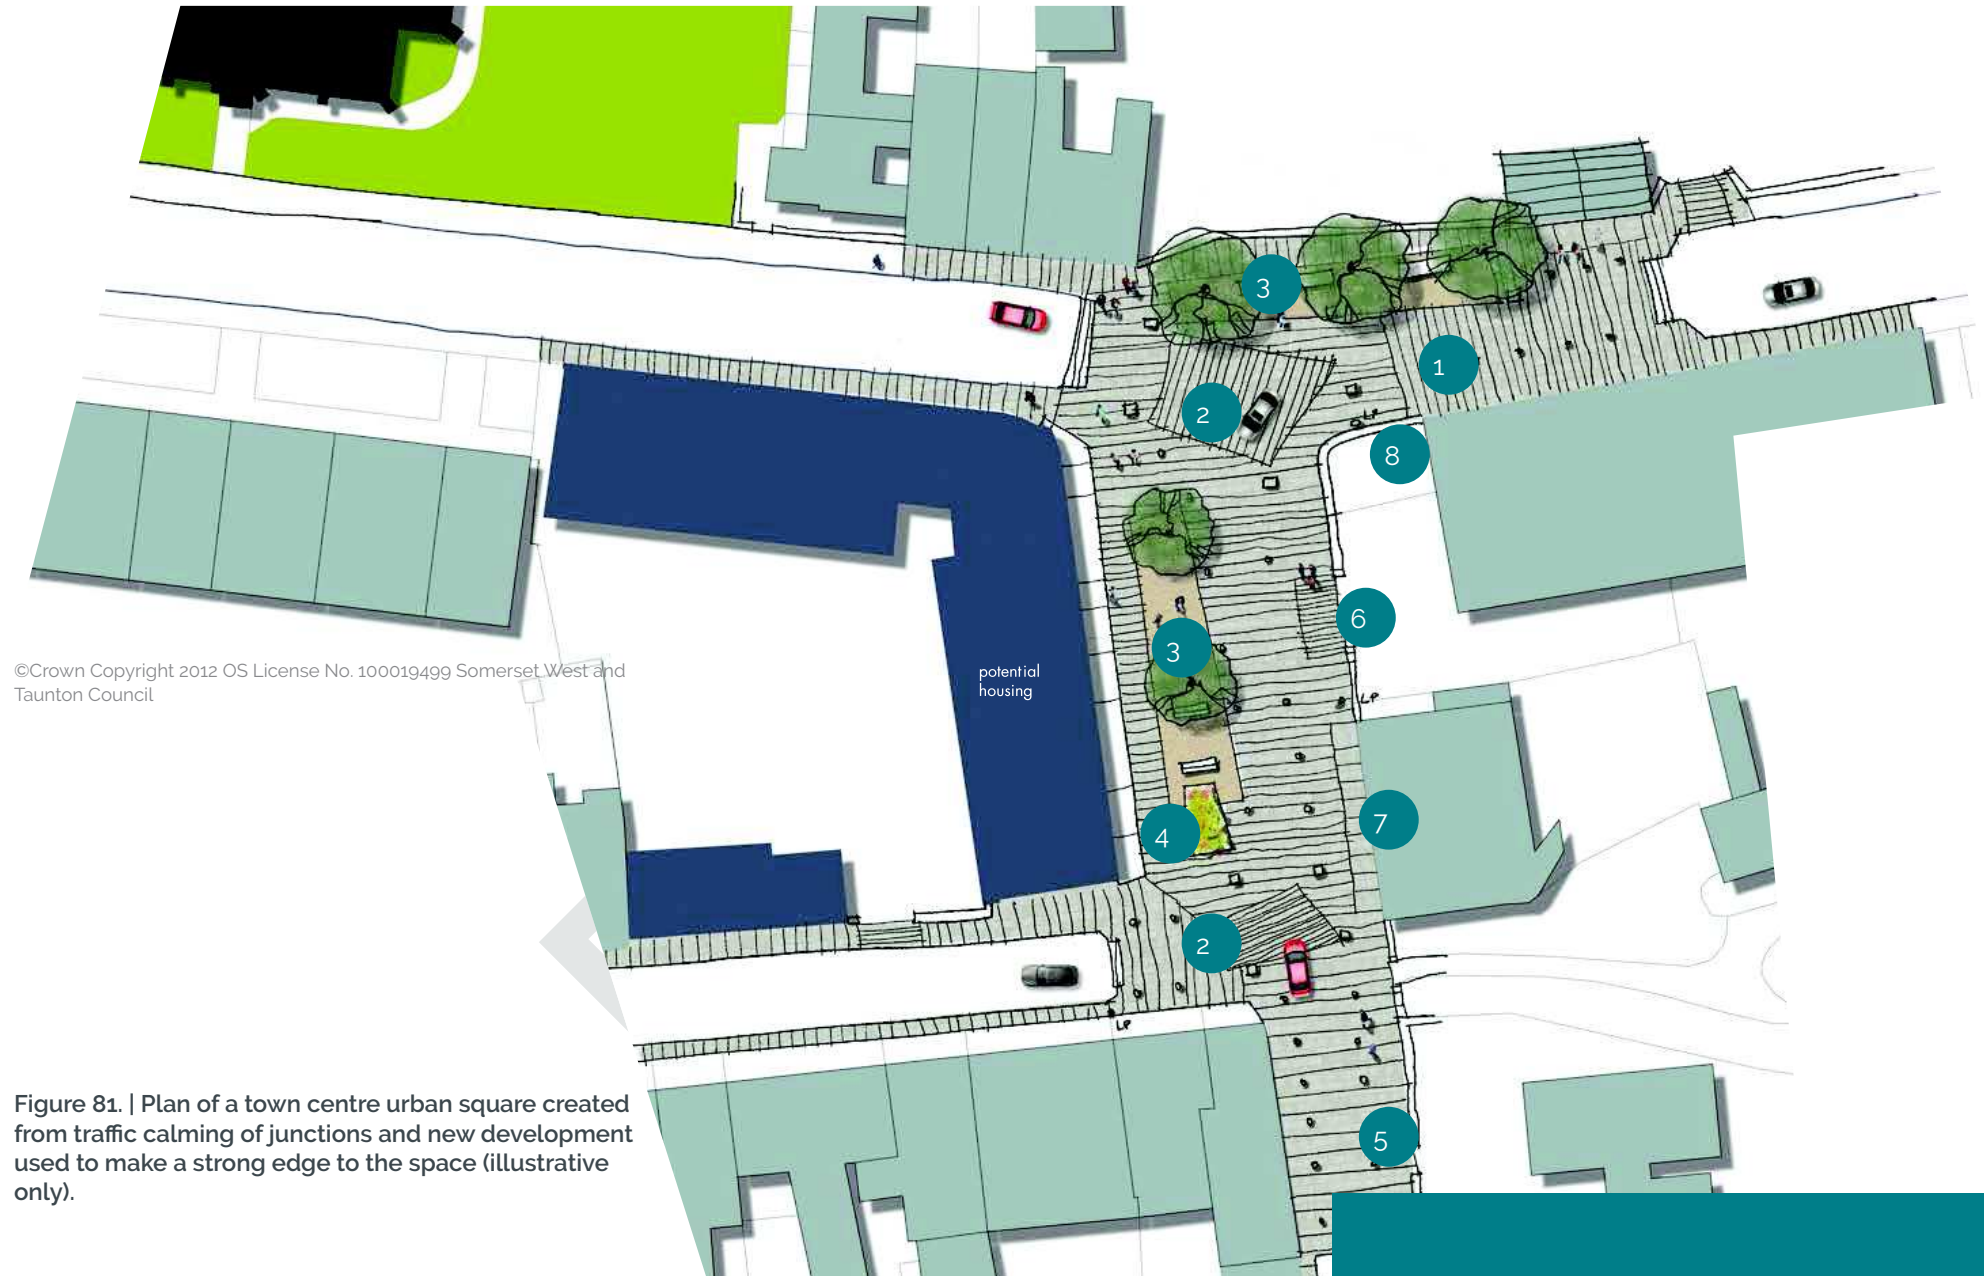 3
1
2
LP
8
6
©Crown Copyright 2012 OS License No. 100019499 Somerset West and
Taunton Council
3
potential
housing
LP
4
7
2
LP
Figure 81. | Plan of a town centre urban square created
from traffic calming of junctions and new development
used to make a strong edge to the space (illustrative
only).
5